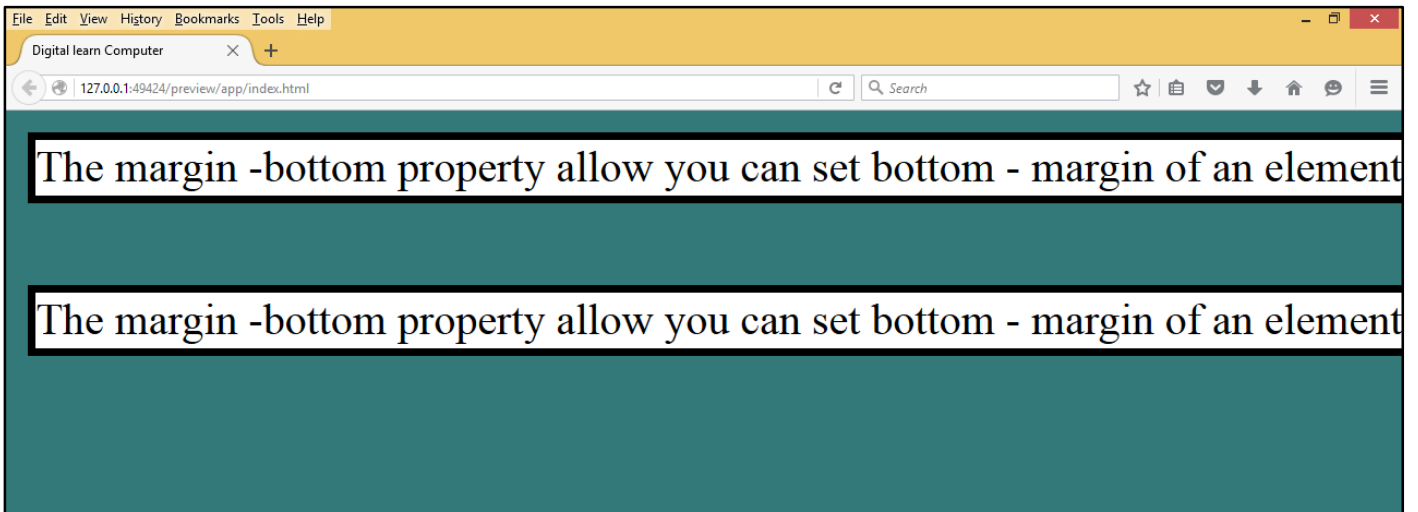 File Edit View History Bookmarks Tools Help
Digital learn Computer
127.0.0.1:49424/preview/app/index.html
Search
The margin -bottom property allow you can set bottom - margin of an element
The margin -bottom property allow you can set bottom - margin of an element